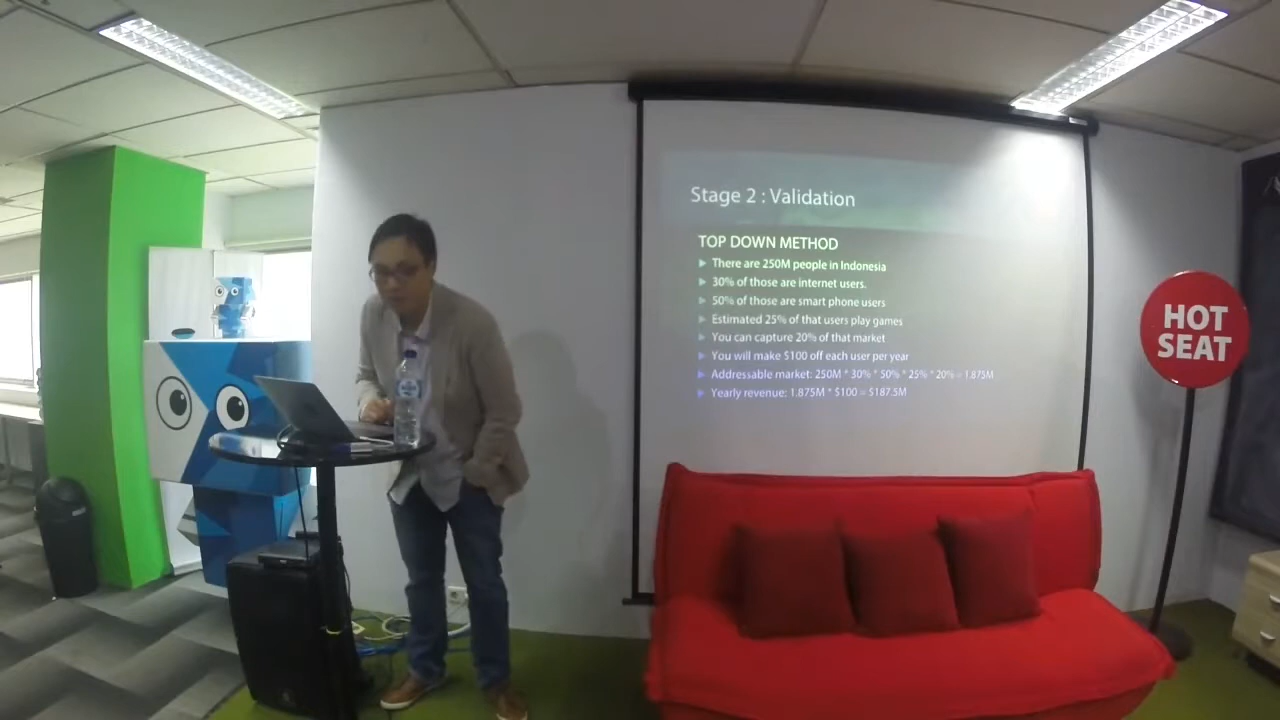 Stage 2 : Validation
TOP DOWN METHOD
There are 250M people in Indonesia
30% of those are internet users.
50% of those are smart phone users
Estimated 25% of that users play games
You can capture 20% of that market
You will make $100 off each user per year
Addressable market: 250M * 30% * 50% * 25% * 20% = 1.875M
Yearly revenue: 1.875M * $100 = $187.5M
HOT
SEAT